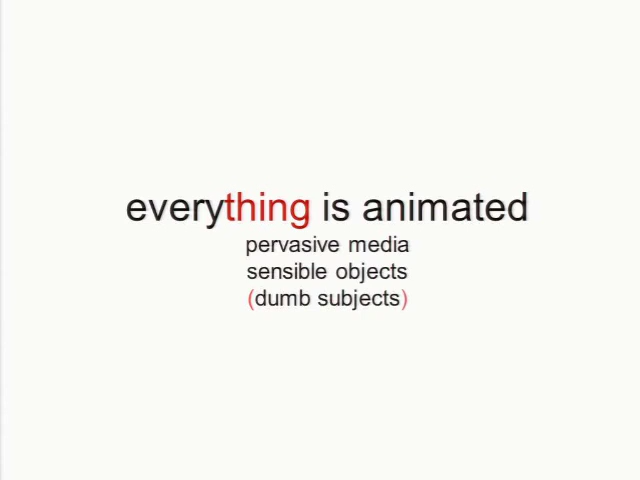 everything is animated
pervasive media
sensible objects
(dumb subjects)